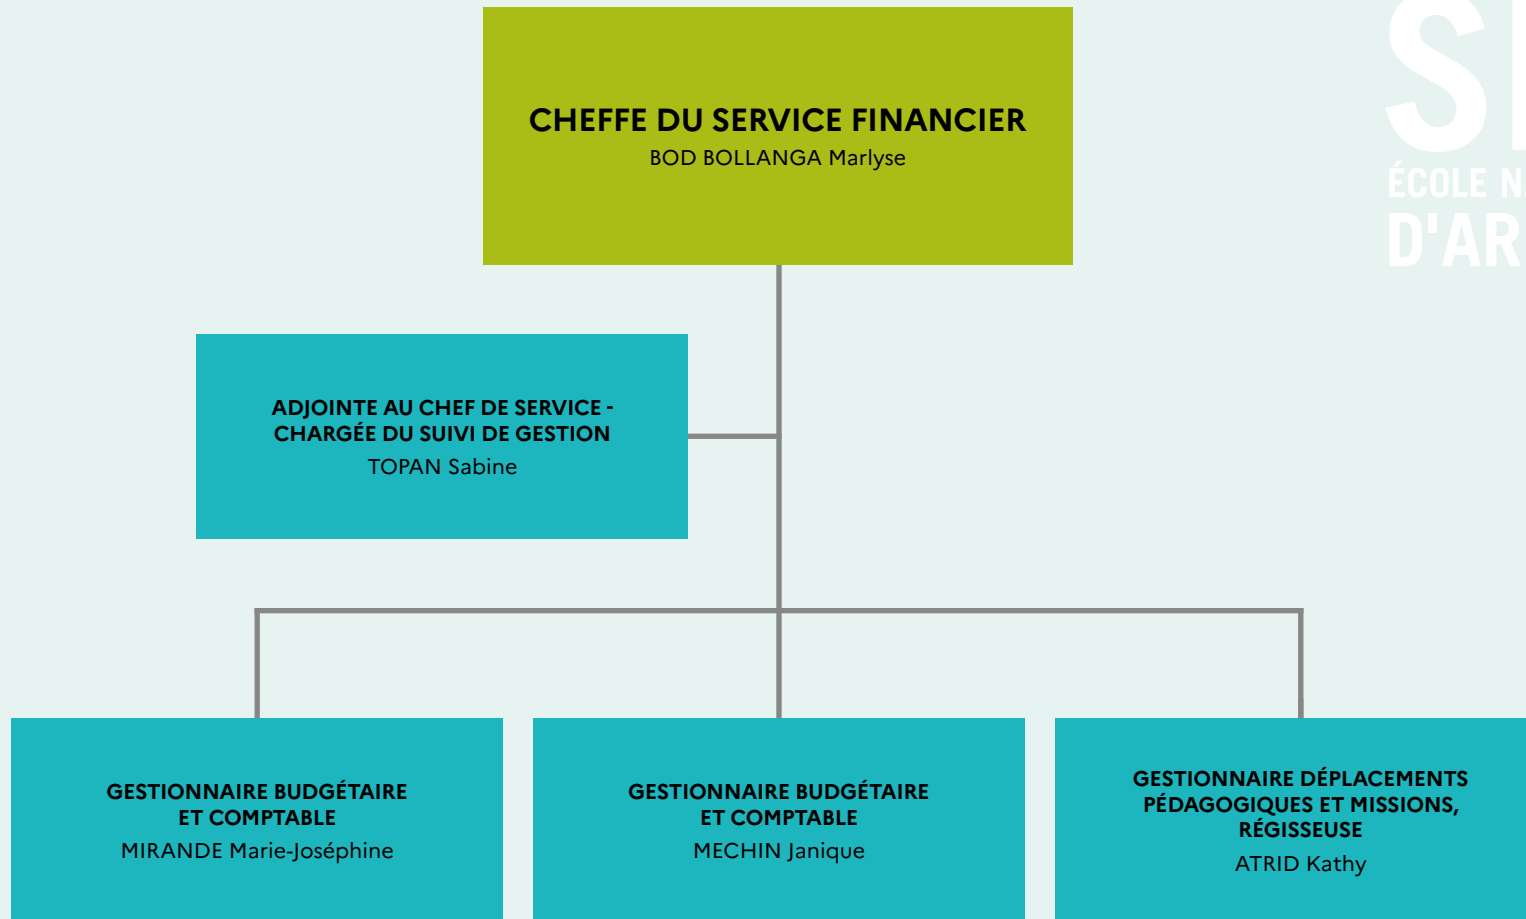 CHEFFE DU SERVICE FINANCIER
BOD BOLLANGA Marlyse
ÉCOLE
ADJOINTE AU CHEF DE SERVICE -
CHARGÉE DU SUIVI DE GESTION
TOPAN Sabine
GESTIONNAIRE BUDGÉTAIRE
ET COMPTABLE
MIRANDE Marie-Joséphine
GESTIONNAIRE BUDGÉTAIRE
ET COMPTABLE
MECHIN Janique
GESTIONNAIRE DÉPLACEMENTS
PÉDAGOGIQUES ET MISSIONS,
RÉGISSEUSE
ATRID Kathy